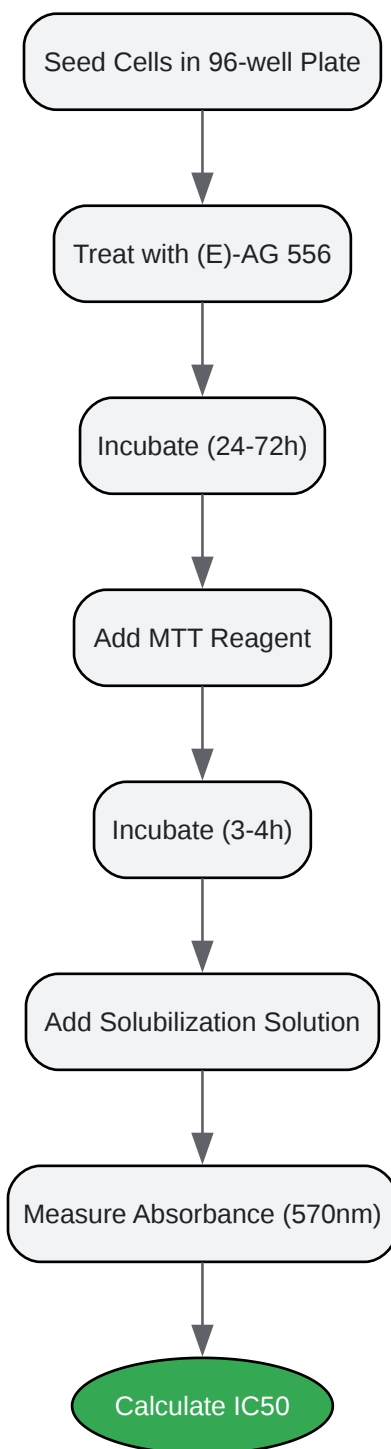 Seed Cells in 96-well Plate
Treat with (E)-AG 556
Incubate (24-72h)
Add MTT Reagent
Incubate (3-4h)
Add Solubilization Solution
Measure Absorbance (570nm)
Calculate IC50